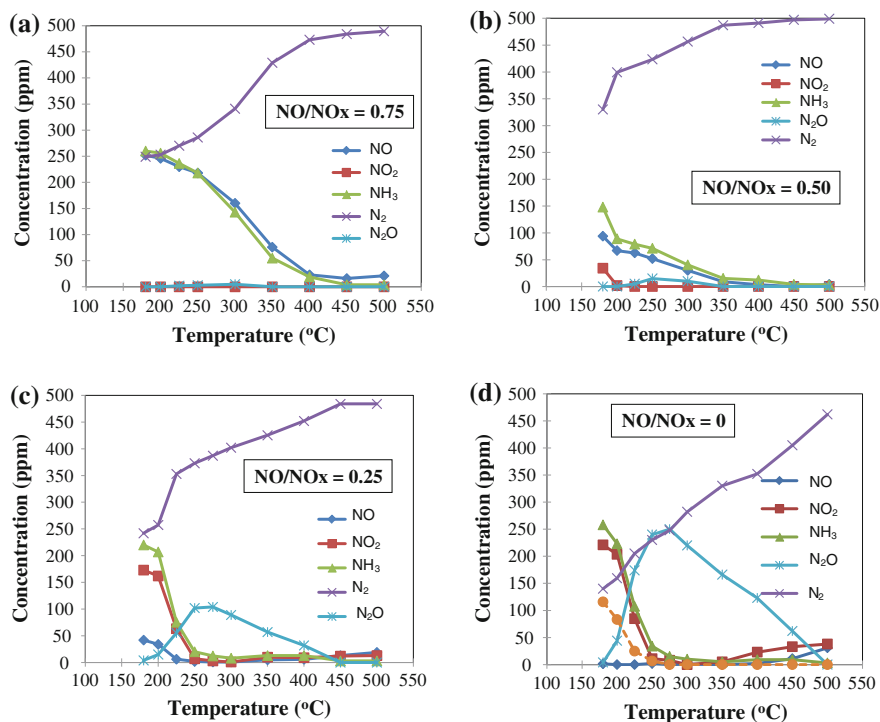 (a)
Concentration (ppm)
500
450
400
350
300
250
200
150
100
50
0
NO/NOx = 0.75
NO
NO₂
NH₃
N₂
N₂O
100 150 200 250 300 350 400 450 500 550
Temperature (°C)
(b)
Concentration (ppm)
500
450
400
350
300
250
200
150
100
50
0
NO
NO₂
NH₃
N₂O
N₂
NO/NOx = 0.50
100 150 200 250 300 350 400 450 500 550
Temperature (°C)
(c)
Concentration (ppm)
500
450
400
350
300
250
200
150
100
50
0
NO/NOx = 0.25
NO
NO₂
NH₃
N₂
N₂O
100 150 200 250 300 350 400 450 500 550
Temperature (°C)
(d)
Concentration (ppm)
500
450
400
350
300
250
200
150
100
50
0
NO/NOx = 0
NO
NO₂
NH₃
N₂O
N₂
100 150 200 250 300 350 400 450 500 550
Temperature (°C)